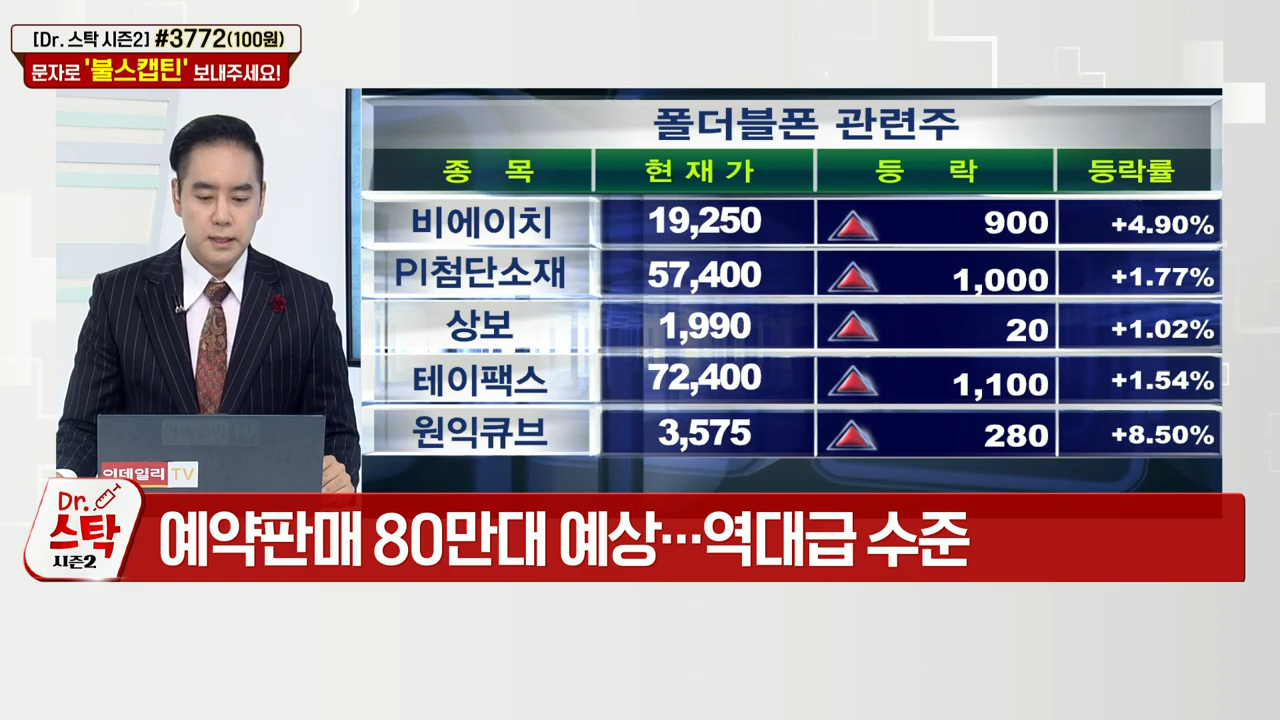 [Dr. 스탁 시즌2] #3772(100원)
문자로 '불스캡틴' 보내주세요!
폴더블폰 관련주
종 목 현 재 가 등 락 등락률
비에이치 19,250 ▲ 900 +4.90%
PI첨단소재 57,400 ▲ 1,000 +1.77%
상보 1,990 ▲ 20 +1.02%
테이팩스 72,400 ▲ 1,100 +1.54%
원익큐브 3,575 ▲ 280 +8.50%
이데일리 TV
Dr.
스탁
시즌2
예약판매 80만대 예상…역대급 수준